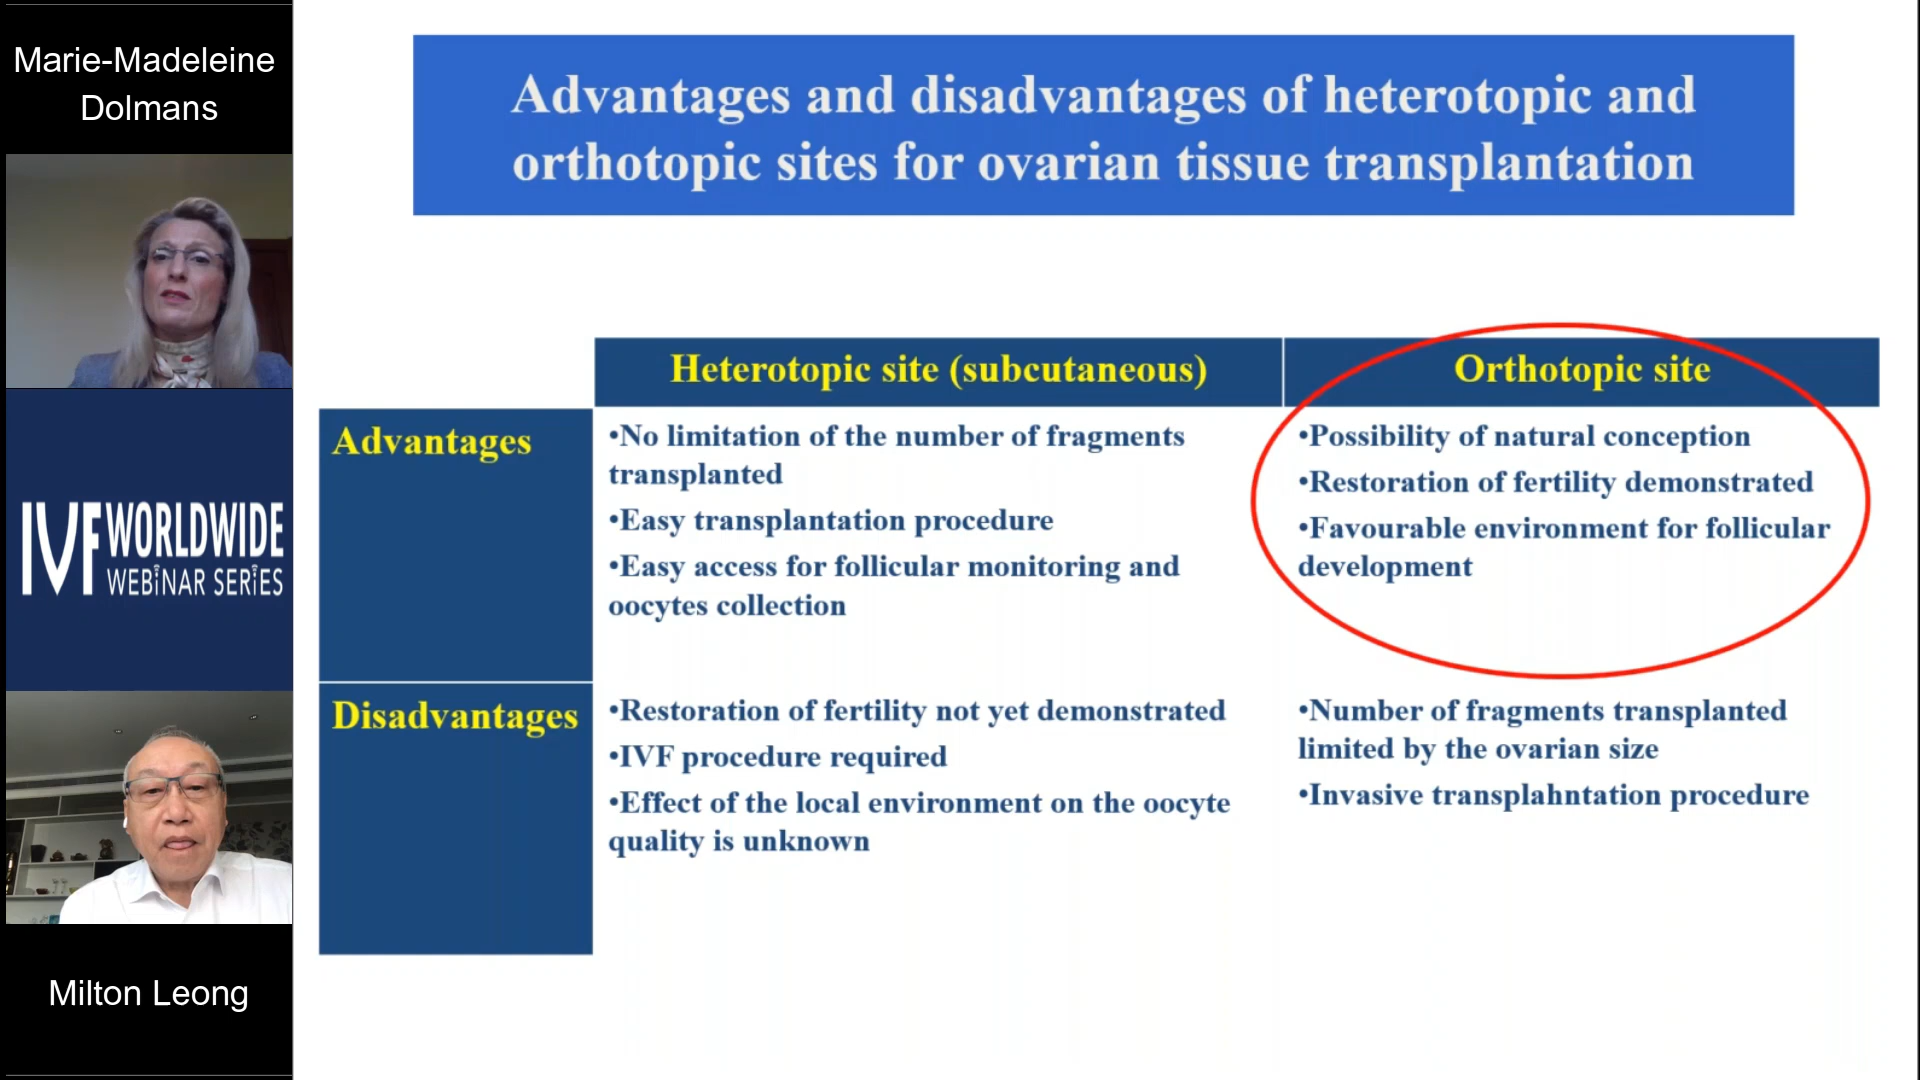 Marie-Madeleine
Dolmans
IVF WORLDWIDE
WEBINAR SERIES
Milton Leong
Advantages and disadvantages of heterotopic and
orthotopic sites for ovarian tissue transplantation
Heterotopic site (subcutaneous)
Orthotopic site
Advantages
•No limitation of the number of fragments
transplanted
•Easy transplantation procedure
•Easy access for follicular monitoring and
oocytes collection
•Possibility of natural conception
•Restoration of fertility demonstrated
•Favourable environment for follicular
development
Disadvantages
•Restoration of fertility not yet demonstrated
•IVF procedure required
•Effect of the local environment on the oocyte
quality is unknown
•Number of fragments transplanted
limited by the ovarian size
•Invasive transplahntation procedure